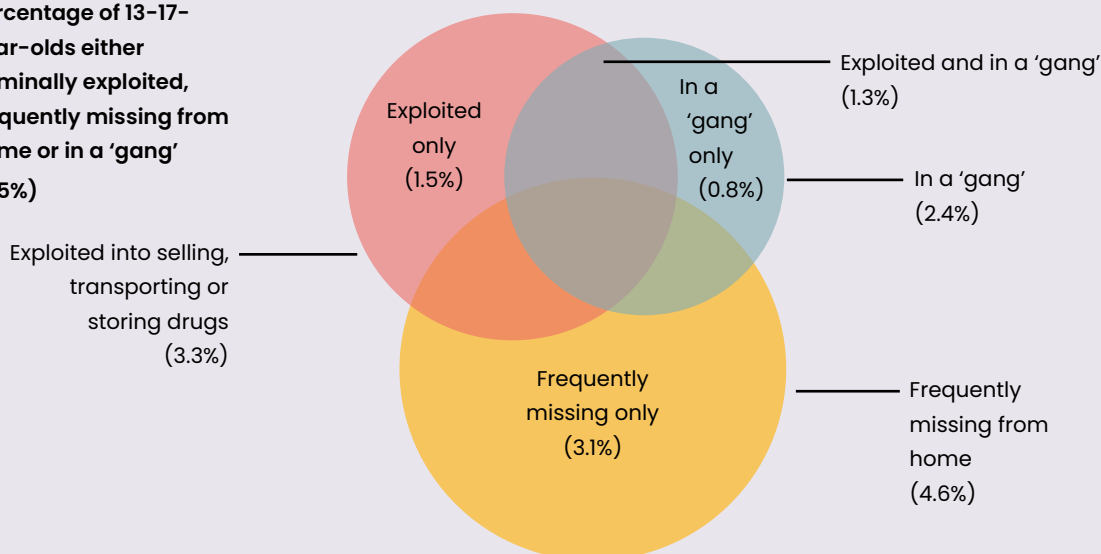 rcentage of 13-17-
ar-olds either
minally exploited,
quently missing from
me or in a ‘gang’
5%)
Exploited
only
(1.5%)
In a
‘gang’
only
(0.8%)
Exploited and in a ‘gang’
(1.3%)
In a ‘gang’
(2.4%)
Exploited into selling,
transporting or
storing drugs
(3.3%)
Frequently
missing only
(3.1%)
Frequently
missing from
home
(4.6%)